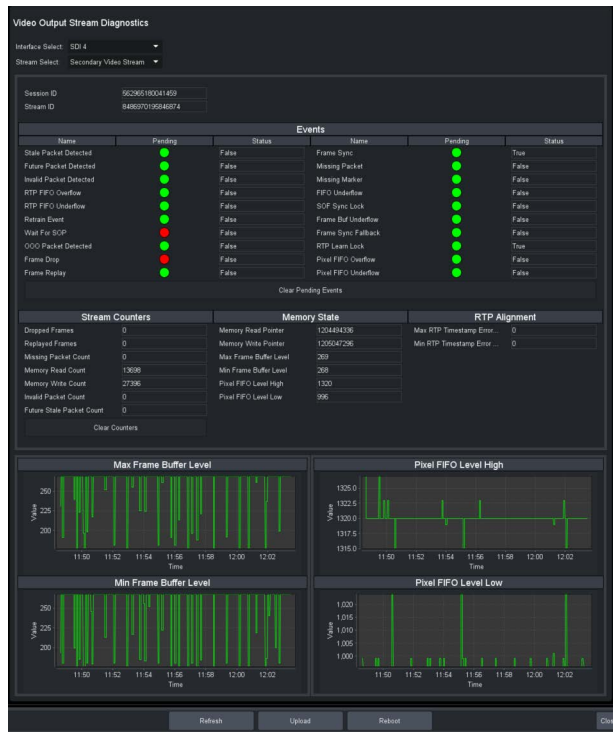 Video Output Stream Diagnostics
Interface Select: SDI 4
Stream Select: Secondary Video Stream
Session ID 562965180041459
Stream ID 8486970195846874
Events
Name Pending Status Name Pending Status
Stale Packet Detected False Frame Sync True
Future Packet Detected False Missing Packet False
Invalid Packet Detected False Missing Marker False
RTP FIFO Overflow False FIFO Underflow False
RTP FIFO Underflow False SOF Sync Lock False
Retrain Event False Frame Buf Underflow False
Wait For SOP False Frame Sync Fallback False
OOO Packet Detected False RTP Learn Lock True
Frame Drop False Pixel FIFO Overflow False
Frame Replay False Pixel FIFO Underflow False
Clear Pending Events
Stream Counters Memory State RTP Alignment
Dropped Frames 0 Memory Read Pointer 1204494336 Max RTP Timestamp Error... 0
Replayed Frames 0 Memory Write Pointer 1205047296 Min RTP Timestamp Error ... 0
Missing Packet Count 0 Max Frame Buffer Level 269
Memory Read Count 13698 Min Frame Buffer Level 268
Memory Write Count 27396 Pixel FIFO Level High 1320
Invalid Packet Count 0 Pixel FIFO Level Low 996
Future Stale Packet Count 0
Clear Counters
Max Frame Buffer Level Pixel FIFO Level High
250
225
200
Value
11:50 11:52 11:54 11:56 11:58 12:00 12:02
Time
1325.0
1322.5
1320.0
1317.5
1315.0
Value
11:50 11:52 11:54 11:56 11:58 12:00 12:02
Time
Min Frame Buffer Level Pixel FIFO Level Low
250
225
200
Value
11:50 11:52 11:54 11:56 11:58 12:00 12:02
Time
1,020
1,015
1,010
1,005
1,000
Value
11:50 11:52 11:54 11:56 11:58 12:00 12:02
Time
Refresh Upload Reboot Clos